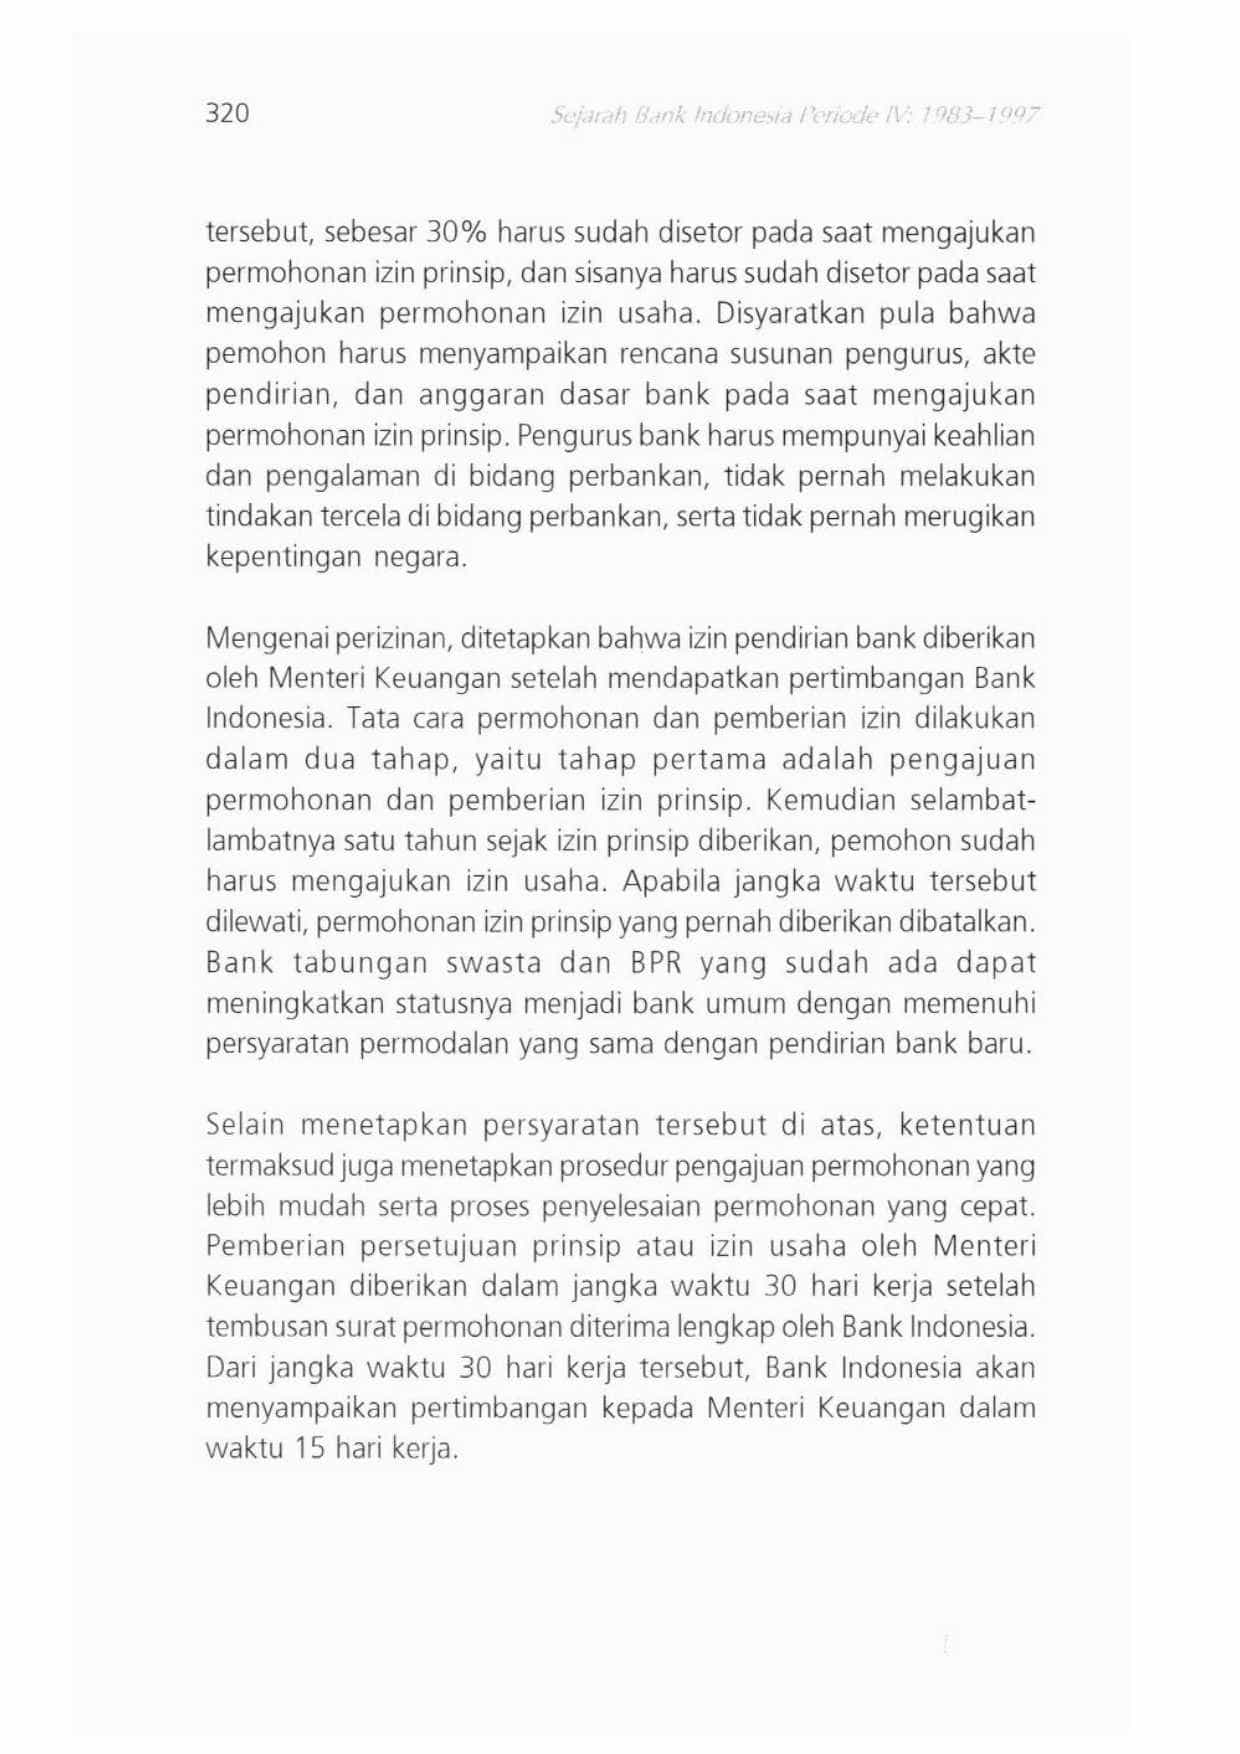 320
Sejarah Bank Indonesia Periode IV: 1983–1997
tersebut, sebesar 30% harus sudah disetor pada saat mengajukan
permohonan izin prinsip, dan sisanya harus sudah disetor pada saat
mengajukan permohonan izin usaha. Disyaratkan pula bahwa
pemohon harus menyampaikan rencana susunan pengurus, akte
pendirian, dan anggaran dasar bank pada saat mengajukan
permohonan izin prinsip. Pengurus bank harus mempunyai keahlian
dan pengalaman di bidang perbankan, tidak pernah melakukan
tindakan tercela di bidang perbankan, serta tidak pernah merugikan
kepentingan negara.
Mengenai perizinan, ditetapkan bahwa izin pendirian bank diberikan
oleh Menteri Keuangan setelah mendapatkan pertimbangan Bank
Indonesia. Tata cara permohonan dan pemberian izin dilakukan
dalam dua tahap, yaitu tahap pertama adalah pengajuan
permohonan dan pemberian izin prinsip. Kemudian selambat-
lambatnya satu tahun sejak izin prinsip diberikan, pemohon sudah
harus mengajukan izin usaha. Apabila jangka waktu tersebut
dilewati, permohonan izin prinsip yang pernah diberikan dibatalkan.
Bank tabungan swasta dan BPR yang sudah ada dapat
meningkatkan statusnya menjadi bank umum dengan memenuhi
persyaratan permodalan yang sama dengan pendirian bank baru.
Selain menetapkan persyaratan tersebut di atas, ketentuan
termaksud juga menetapkan prosedur pengajuan permohonan yang
lebih mudah serta proses penyelesaian permohonan yang cepat.
Pemberian persetujuan prinsip atau izin usaha oleh Menteri
Keuangan diberikan dalam jangka waktu 30 hari kerja setelah
tembusan surat permohonan diterima lengkap oleh Bank Indonesia.
Dari jangka waktu 30 hari kerja tersebut, Bank Indonesia akan
menyampaikan pertimbangan kepada Menteri Keuangan dalam
waktu 15 hari kerja.